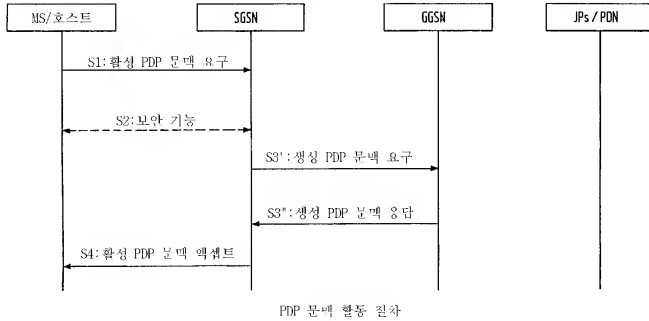 MS/호스트
SGSN
GGSN
JPs / PDN
S1:활성 PDP 문맥 요구
S2:보안 기능
S3':생성 PDP 문맥 요구
S3":생성 PDP 문맥 응답
S4:활성 PDP 문맥 액셉트
PDP 문맥 활동 절차